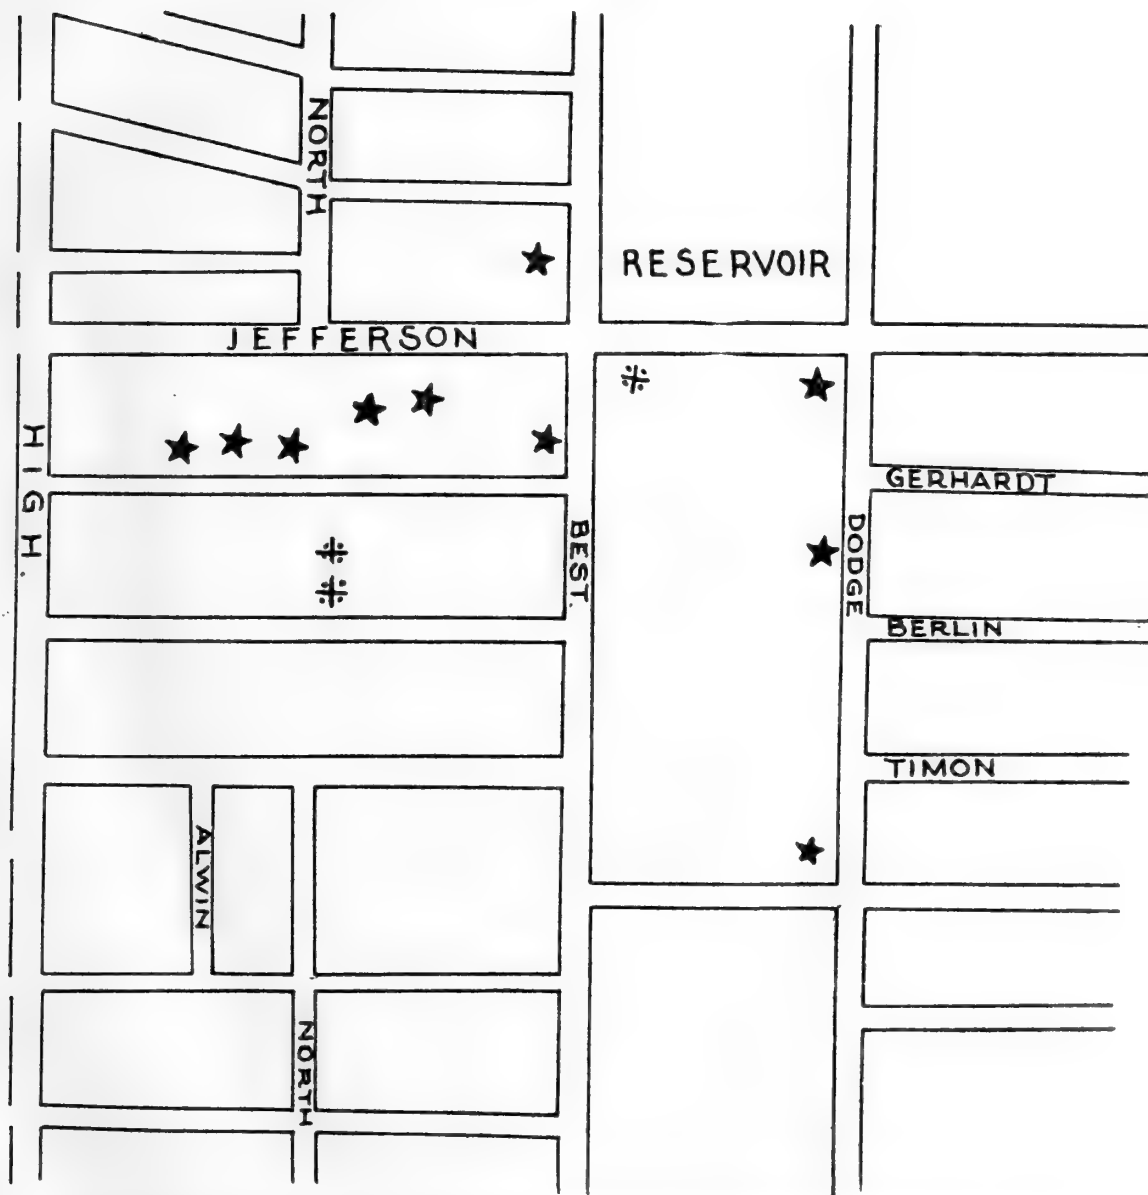 NORTH
RESERVOIR
JEFFERSON
HIGH.
GERHARDT
BEST.
DODGE
BERLIN
TIMON
ALWIN
NORTH